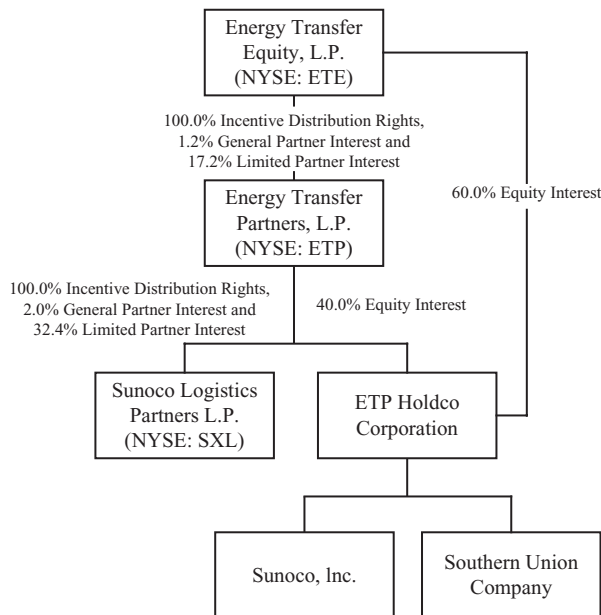 Energy Transfer
Equity, L.P.
(NYSE: ETE)
100.0% Incentive Distribution Rights,
1.2% General Partner Interest and
17.2% Limited Partner Interest
60.0% Equity Interest
Energy Transfer
Partners, L.P.
(NYSE: ETP)
100.0% Incentive Distribution Rights,
2.0% General Partner Interest and
32.4% Limited Partner Interest
40.0% Equity Interest
Sunoco Logistics
Partners L.P.
(NYSE: SXL)
ETP Holdco
Corporation
Sunoco, lnc.
Southern Union
Company